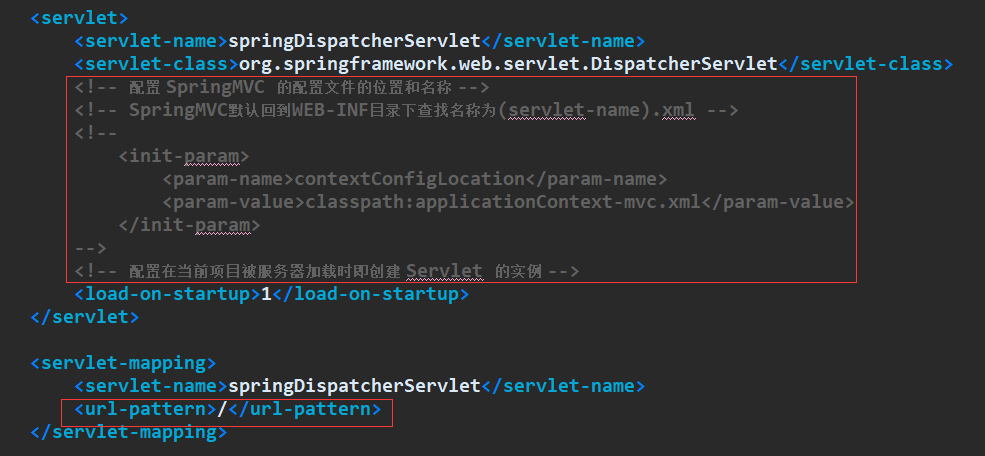 <servlet>
<servlet-name>springDispatcherServlet</servlet-name>
<servlet-class>org.springframework.web.servlet.DispatcherServlet</servlet-class>
<!-- 配置 SpringMVC 的配置文件的位置和名称 -->
<!-- SpringMVC默认回到WEB-INF目录下查找名称为(servlet-name).xml -->
<!--
<init-param>
<param-name>contextConfigLocation</param-name>
<param-value>classpath:applicationContext-mvc.xml</param-value>
</init-param>
-->
<!-- 配置在当前项目被服务器加载时即创建 Servlet 的实例 -->
<load-on-startup>1</load-on-startup>
</servlet>
<servlet-mapping>
<servlet-name>springDispatcherServlet</servlet-name>
<url-pattern>/</url-pattern>
</servlet-mapping>